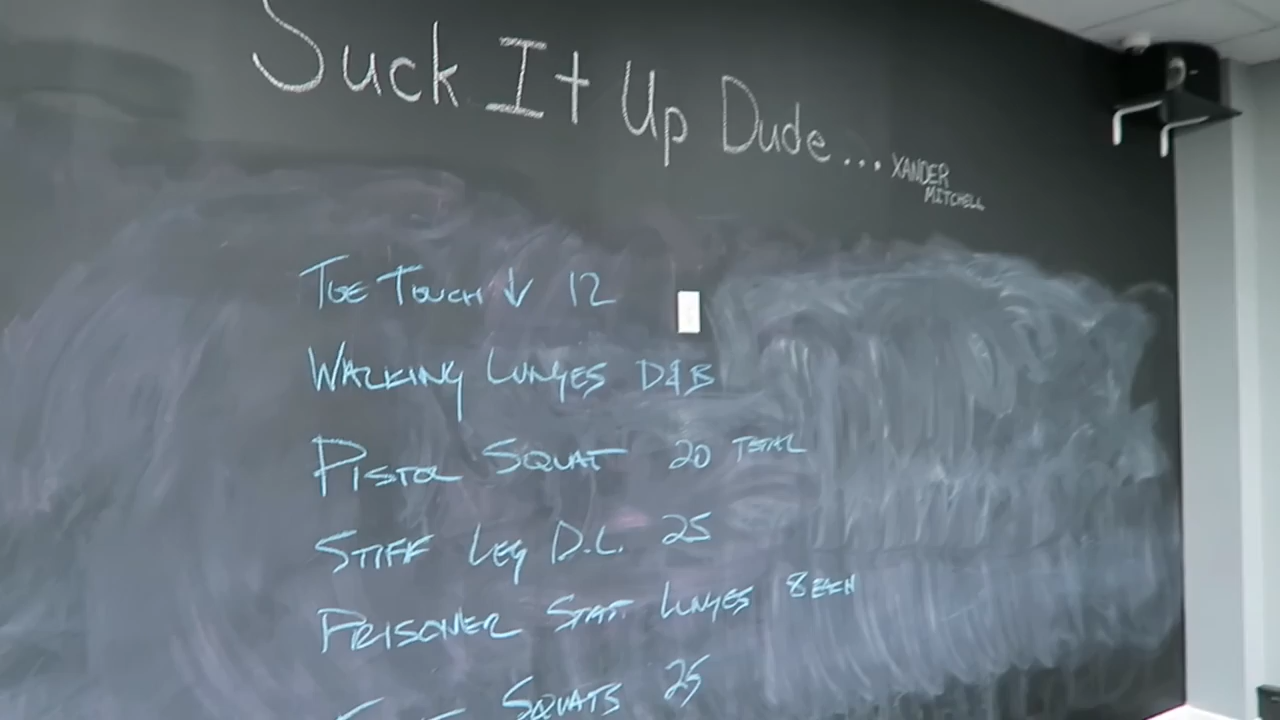 Suck It Up Dude... XANDER
MITCHELL
TOE TOUCH ↓ 12
WALKING LUNGES D&B
PISTOL SQUAT 20 TOTAL
STIFF LEG D.L. 25
PRISONER STAT. LUNGES 8 EACH
SQUATS 25